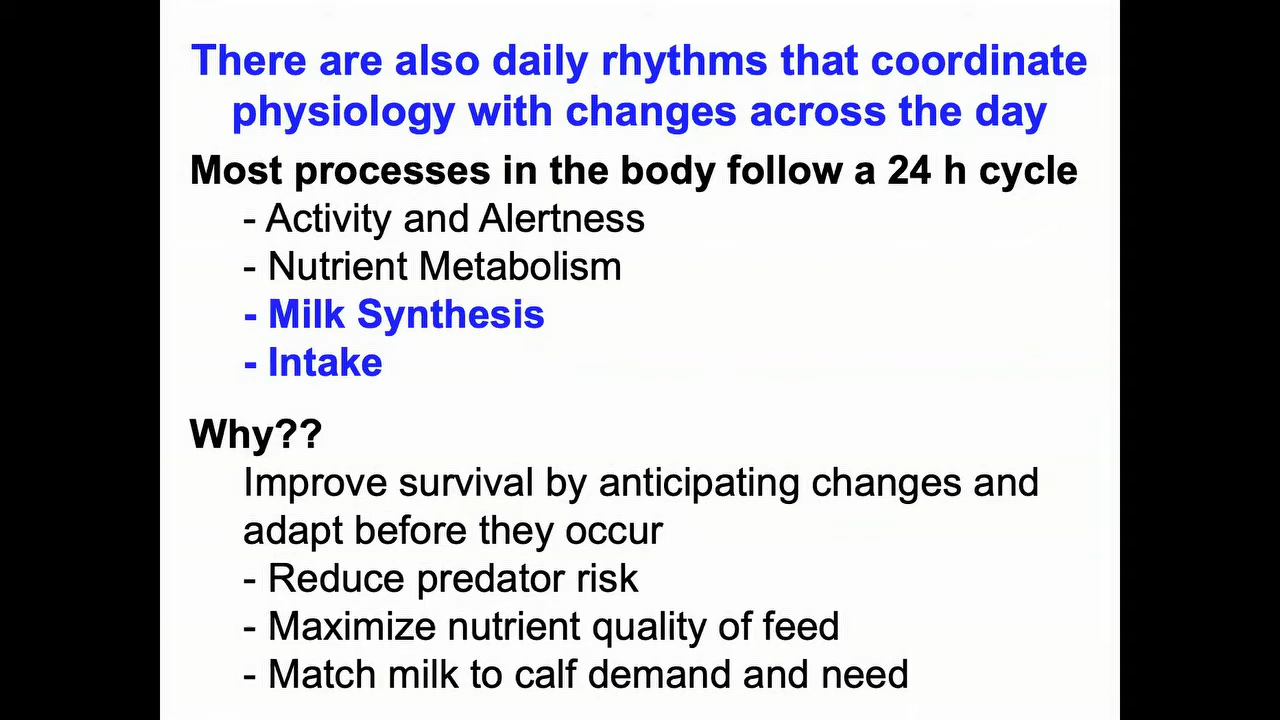 There are also daily rhythms that coordinate
physiology with changes across the day
Most processes in the body follow a 24 h cycle
- Activity and Alertness
- Nutrient Metabolism
- Milk Synthesis
- Intake
Why??
Improve survival by anticipating changes and
adapt before they occur
- Reduce predator risk
- Maximize nutrient quality of feed
- Match milk to calf demand and need